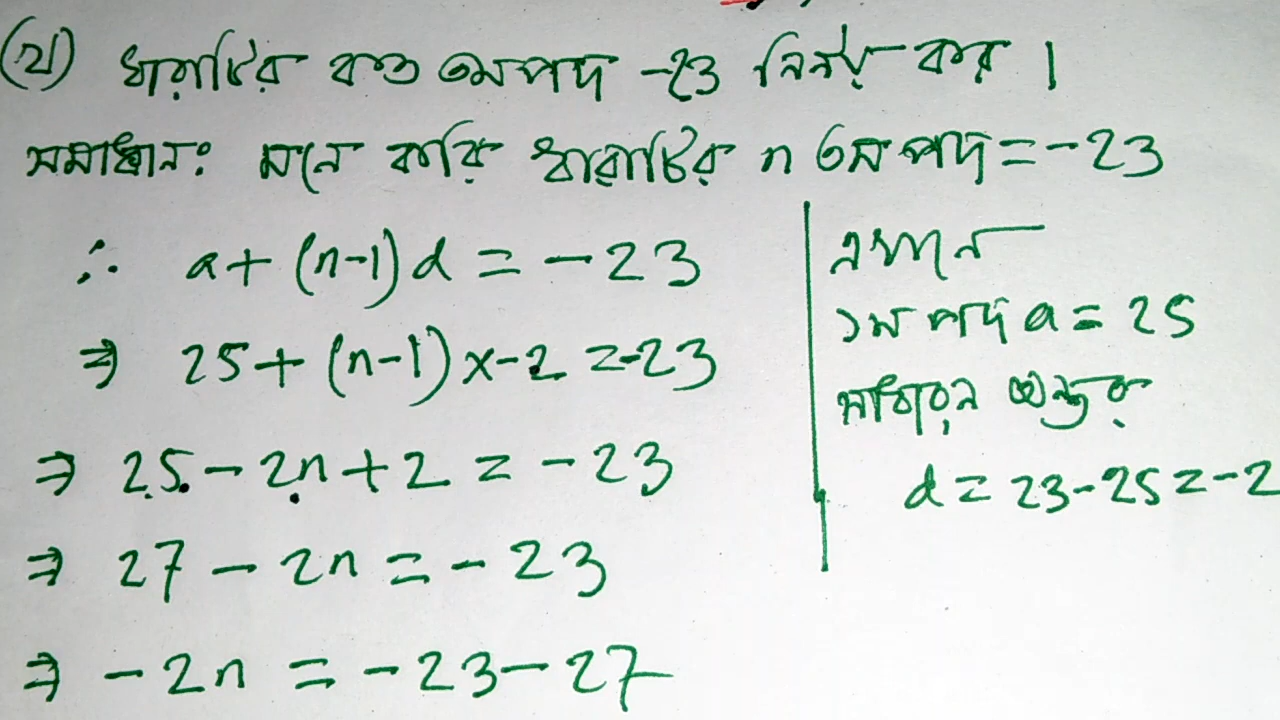 (খ) ধারাটির কত তম পদ -23 নির্ণয় কর ।
সমাধান: মনে করি ধারাটির n তম পদ = -23
∴ a + (n-1) d = -23
⇒ 25 + (n-1) x -2 = -23
⇒ 25 - 2n + 2 = -23
⇒ 27 - 2n = -23
⇒ -2n = -23 - 27
এখানে
১ম পদ a = 25
সাধারন অন্তর
d = 23 - 25 = -2